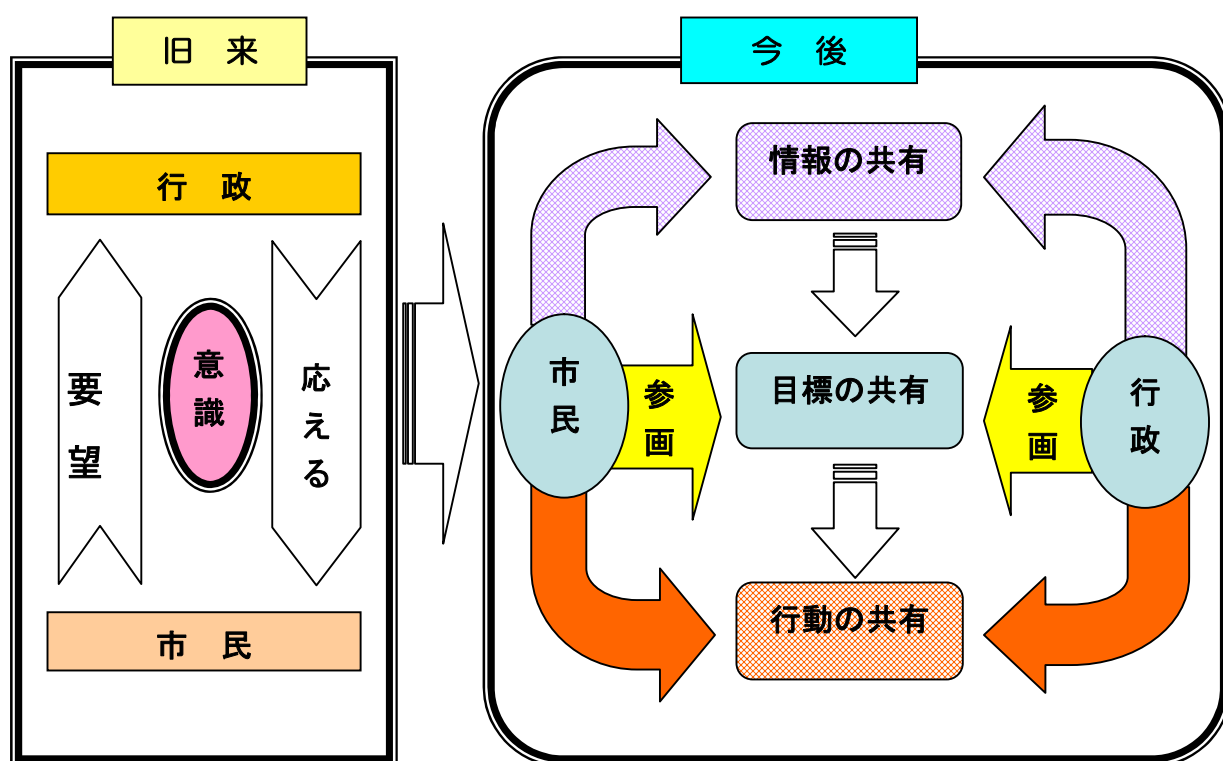 旧 来
行 政
要望
意識
応える
市 民
今 後
情報の共有
市民
参画
目標の共有
参画
行政
行動の共有